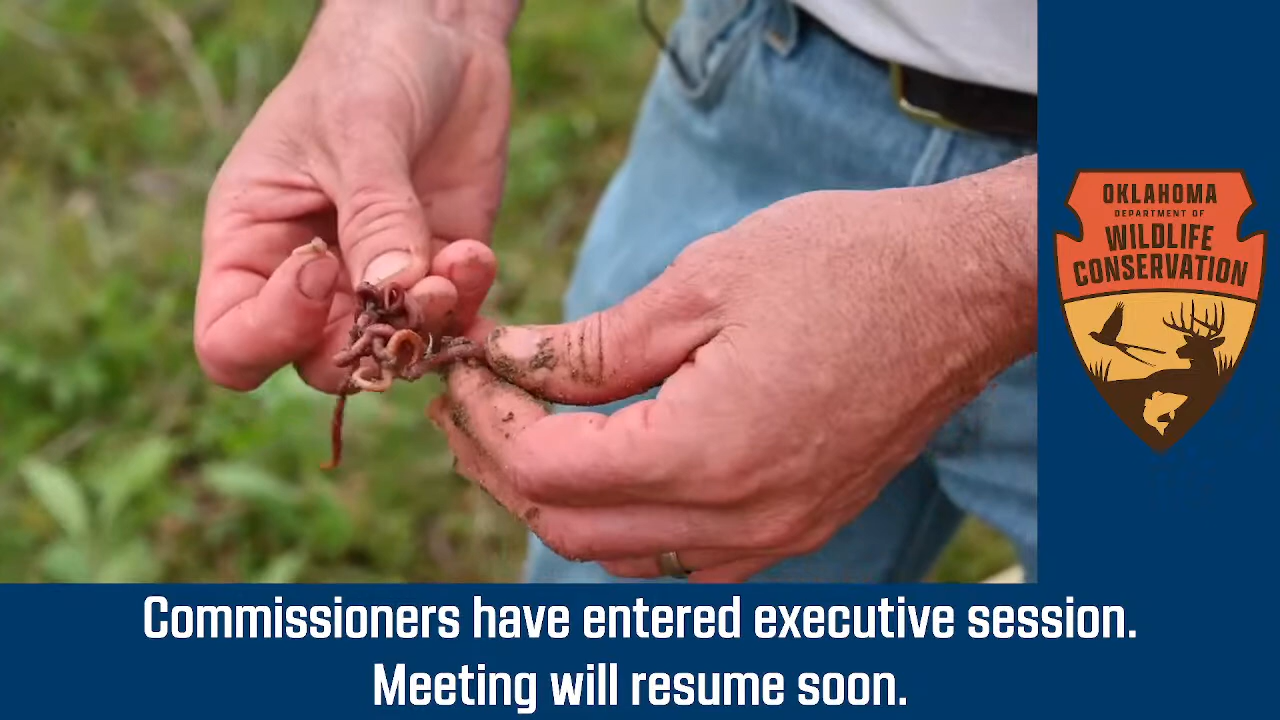 OKLAHOMA
DEPARTMENT OF
WILDLIFE
CONSERVATION
Commissioners have entered executive session.
Meeting will resume soon.